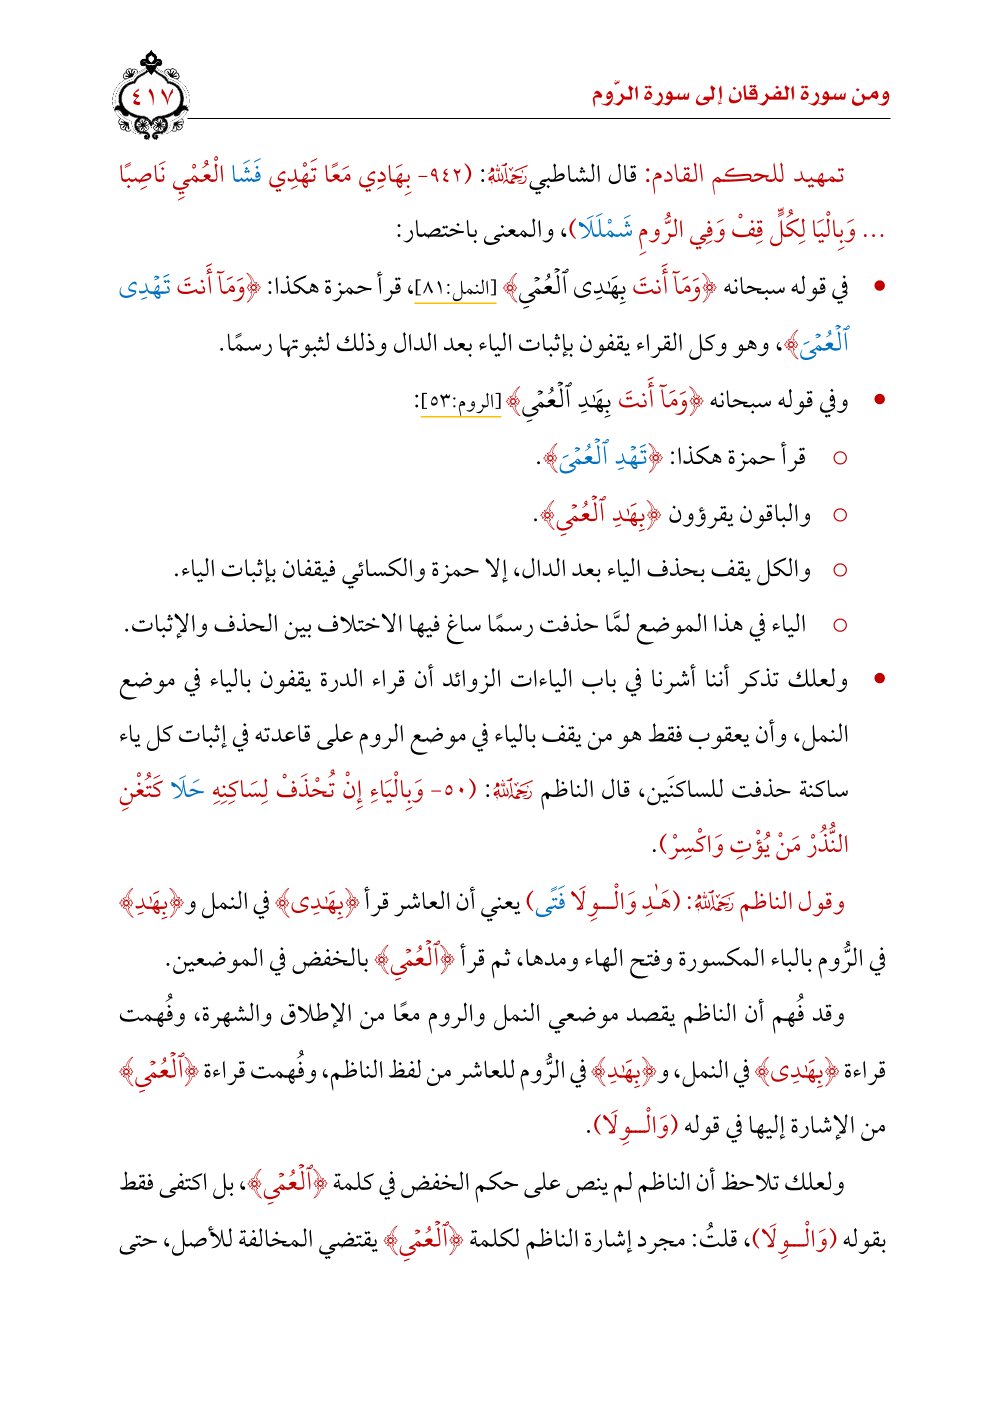 ومن سورة الفرقان إلى سورة الرّوم
٤١٧
تمهيد للحكم القادم: قال الشاطبي رَحِمَهُ ٱللَّهُ: (٩٤٢- بِهَادِي مَعًا تَهْدِي فَشَا الْعُمْيِ نَاصِبًا
... وَبِالْيَا لِكُلٍّ قِفْ وَفِي الرُّومِ شَمْلَلَا)، والمعنى باختصار:
• في قوله سبحانه ﴿وَمَآ أَنتَ بِهَٰدِى ٱلْعُمْىِ﴾ [النمل:٨١]، قرأ حمزة هكذا: ﴿وَمَآ أَنتَ تَهْدِى
ٱلْعُمْىَ﴾، وهو وكل القراء يقفون بإثبات الياء بعد الدال وذلك لثبوتها رسمًا.
• وفي قوله سبحانه ﴿وَمَآ أَنتَ بِهَٰدِ ٱلْعُمْىِ﴾ [الروم:٥٣]:
○ قرأ حمزة هكذا: ﴿تَهْدِ ٱلْعُمْىَ﴾.
○ والباقون يقرؤون ﴿بِهَٰدِ ٱلْعُمْىِ﴾.
○ والكل يقف بحذف الياء بعد الدال، إلا حمزة والكسائي فيقفان بإثبات الياء.
○ الياء في هذا الموضع لمَّا حذفت رسمًا ساغ فيها الاختلاف بين الحذف والإثبات.
• ولعلك تذكر أننا أشرنا في باب الياءات الزوائد أن قراء الدرة يقفون بالياء في موضع
النمل، وأن يعقوب فقط هو من يقف بالياء في موضع الروم على قاعدته في إثبات كل ياء
ساكنة حذفت للساكنَين، قال الناظم رَحِمَهُ ٱللَّهُ: (٥٠- وَبِالْيَاءِ إِنْ تُحْذَفْ لِسَاكِنِهِ حَلَا كَتُغْنِ
النُّذُرْ مَنْ يُؤْتِ وَاكْسِرْ).
وقول الناظم رَحِمَهُ ٱللَّهُ: (هَـٰدِ وَالْـــوِلَا فَتًى) يعني أن العاشر قرأ ﴿بِهَٰدِى﴾ في النمل و﴿بِهَٰدِ﴾
في الرُّوم بالباء المكسورة وفتح الهاء ومدها، ثم قرأ ﴿ٱلْعُمْىِ﴾ بالخفض في الموضعين.
وقد فُهم أن الناظم يقصد موضعي النمل والروم معًا من الإطلاق والشهرة، وفُهمت
قراءة ﴿بِهَٰدِى﴾ في النمل، و﴿بِهَٰدِ﴾ في الرُّوم للعاشر من لفظ الناظم، وفُهمت قراءة ﴿ٱلْعُمْىِ﴾
من الإشارة إليها في قوله (وَالْـــوِلَا).
ولعلك تلاحظ أن الناظم لم ينص على حكم الخفض في كلمة ﴿ٱلْعُمْىِ﴾، بل اكتفى فقط
بقوله (وَالْـــوِلَا)، قلتُ: مجرد إشارة الناظم لكلمة ﴿ٱلْعُمْىِ﴾ يقتضي المخالفة للأصل، حتى